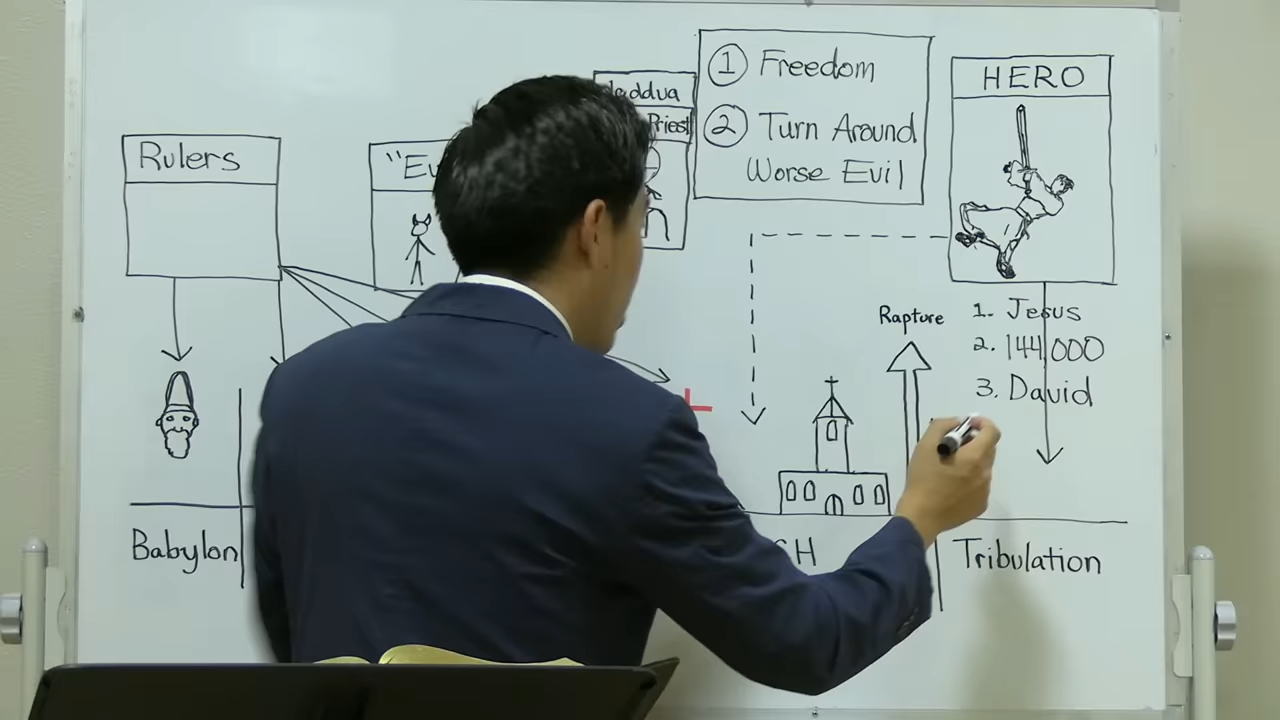 Rulers
"Ev
Jaddua
Priest
① Freedom
② Turn Around
Worse Evil
HERO
Rapture
1. Jesus
2. 144,000
3. David
Babylon
CH
Tribulation